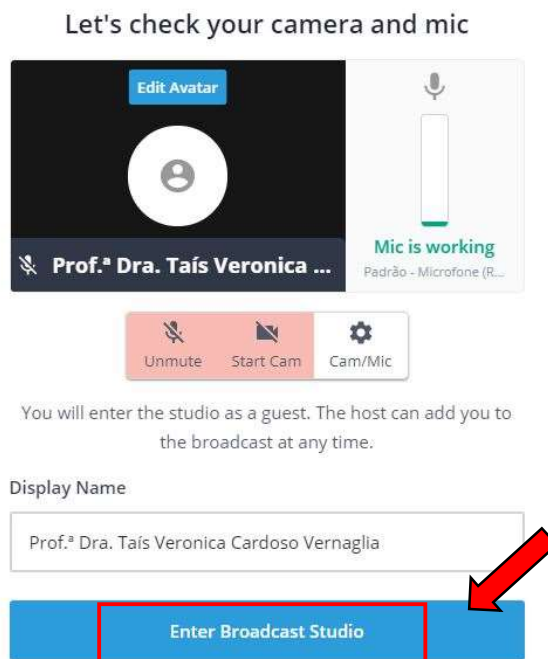 Let's check your camera and mic
Edit Avatar
Prof.ª Dra. Taís Veronica ...
Mic is working
Padrão - Microfone (R...
Unmute
Start Cam
Cam/Mic
You will enter the studio as a guest. The host can add you to
the broadcast at any time.
Display Name
Prof.ª Dra. Taís Veronica Cardoso Vernaglia
Enter Broadcast Studio